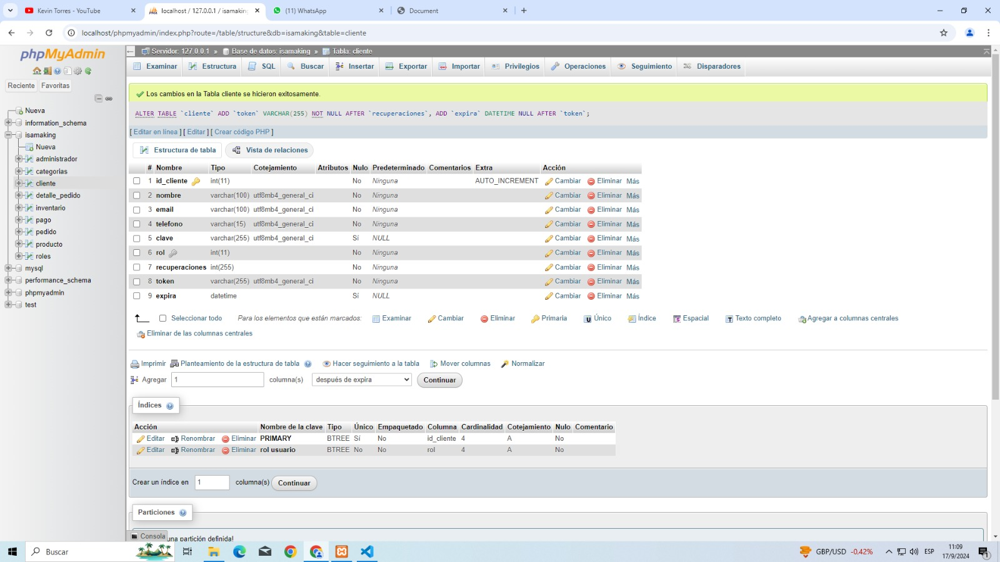 Kevin Torres - YouTube
localhost / 127.0.0.1 / isamaking
(11) WhatsApp
Document
localhost/phpmyadmin/index.php?route=/table/structure&db=isamaking&table=cliente
phpMyAdmin
Servidor: 127.0.0.1 » Base de datos: isamaking » Tabla: cliente
Examinar Estructura SQL Buscar Insertar Exportar Importar Privilegios Operaciones Seguimiento Disparadores
Reciente Favoritas
Nueva
information_schema
isamaking
Nueva
administrador
categorias
cliente
detalle_pedido
inventario
pago
pedido
producto
roles
mysql
performance_schema
phpmyadmin
test
Los cambios en la Tabla cliente se hicieron exitosamente.
ALTER TABLE `cliente` ADD `token` VARCHAR(255) NOT NULL AFTER `recuperaciones`, ADD `expira` DATETIME NULL AFTER `token`;
[ Editar en línea ] [ Editar ] [ Crear código PHP ]
Estructura de tabla Vista de relaciones
# Nombre Tipo Cotejamiento Atributos Nulo Predeterminado Comentarios Extra Acción
1 id_cliente int(11) No Ninguna AUTO_INCREMENT Cambiar Eliminar Más
2 nombre varchar(100) utf8mb4_general_ci No Ninguna Cambiar Eliminar Más
3 email varchar(100) utf8mb4_general_ci No Ninguna Cambiar Eliminar Más
4 telefono varchar(15) utf8mb4_general_ci No Ninguna Cambiar Eliminar Más
5 clave varchar(255) utf8mb4_general_ci Sí NULL Cambiar Eliminar Más
6 rol int(11) No Ninguna Cambiar Eliminar Más
7 recuperaciones int(255) No Ninguna Cambiar Eliminar Más
8 token varchar(255) utf8mb4_general_ci No Ninguna Cambiar Eliminar Más
9 expira datetime Sí NULL Cambiar Eliminar Más
Seleccionar todo Para los elementos que están marcados: Examinar Cambiar Eliminar Primaria Único Índice Espacial Texto completo Agregar a columnas centrales
Eliminar de las columnas centrales
Imprimir Planteamiento de la estructura de tabla Hacer seguimiento a la tabla Mover columnas Normalizar
Agregar 1 columna(s) después de expira Continuar
Índices
Acción Nombre de la clave Tipo Único Empaquetado Columna Cardinalidad Cotejamiento Nulo Comentario
Editar Renombrar Eliminar PRIMARY BTREE Sí No id_cliente 4 A No
Editar Renombrar Eliminar rol usuario BTREE No No rol 4 A No
Crear un índice en 1 columna(s) Continuar
Particiones
Consola una partición definida!
Buscar
GBP/USD -0,42%
ESP
11:09
17/9/2024
1